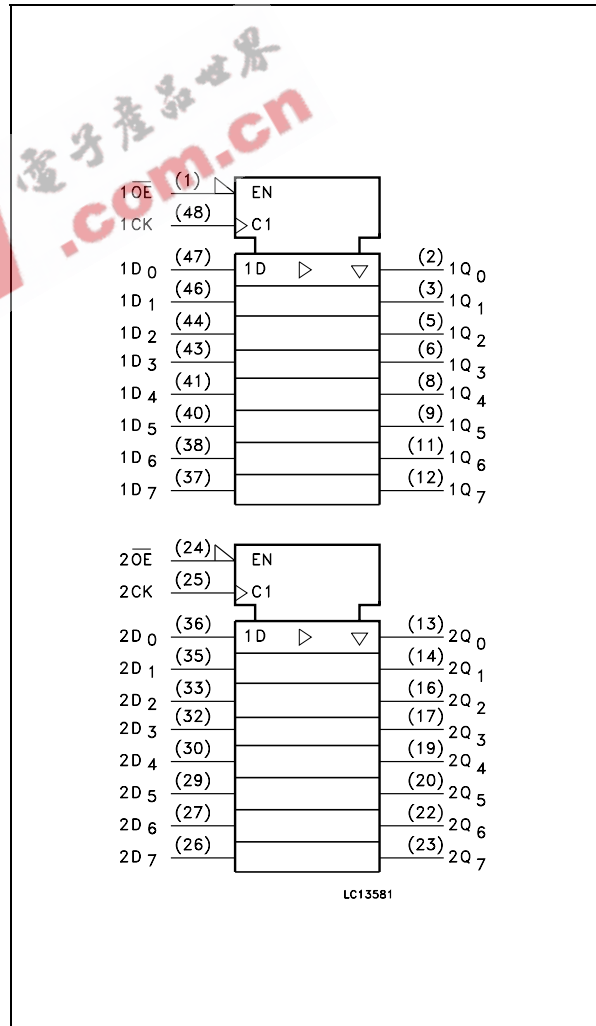 電子產品世界
.com.cn
1O̅E̅ (1) EN
1CK (48) C1
1D0 (47) 1D (2) 1Q0
1D1 (46) (3) 1Q1
1D2 (44) (5) 1Q2
1D3 (43) (6) 1Q3
1D4 (41) (8) 1Q4
1D5 (40) (9) 1Q5
1D6 (38) (11) 1Q6
1D7 (37) (12) 1Q7
2O̅E̅ (24) EN
2CK (25) C1
2D0 (36) 1D (13) 2Q0
2D1 (35) (14) 2Q1
2D2 (33) (16) 2Q2
2D3 (32) (17) 2Q3
2D4 (30) (19) 2Q4
2D5 (29) (20) 2Q5
2D6 (27) (22) 2Q6
2D7 (26) (23) 2Q7
LC13581